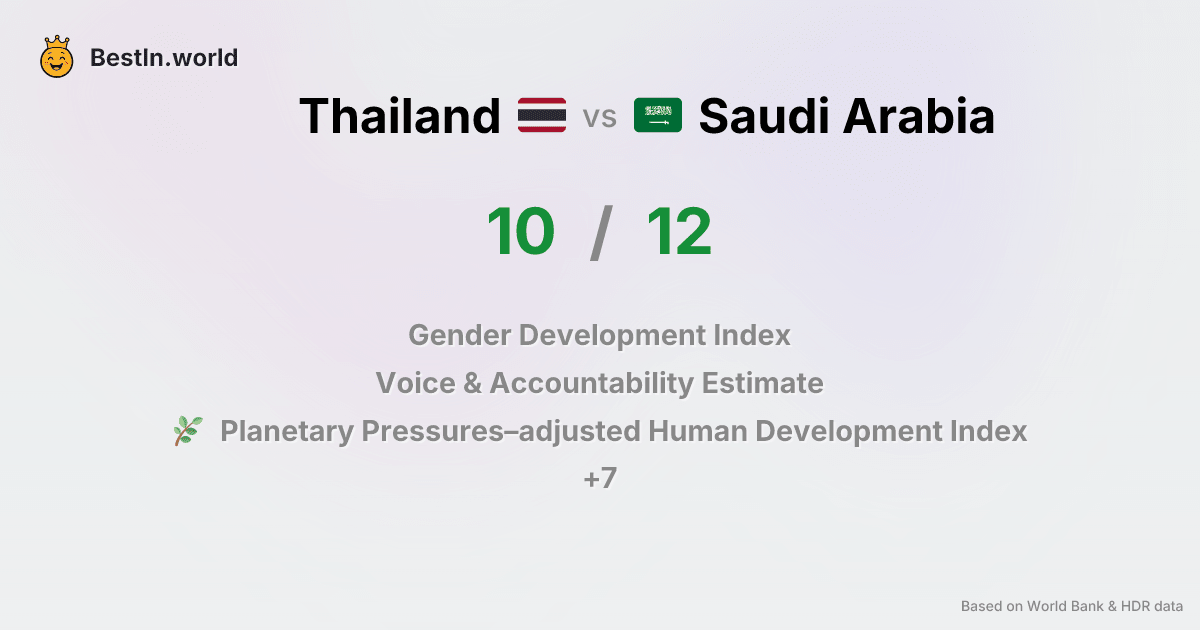 BestIn.world
Thailand vs Saudi Arabia
10 / 12
Gender Development Index
Voice & Accountability Estimate
Planetary Pressures–adjusted Human Development Index
+7
Based on World Bank & HDR data